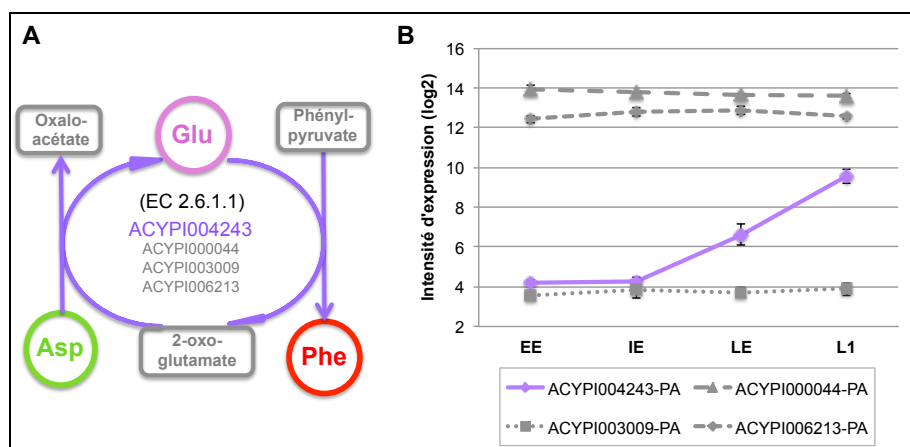 A
Oxalo-
acétate
Glu
Phényl-
pyruvate
(EC 2.6.1.1)
ACYPI004243
ACYPI000044
ACYPI003009
ACYPI006213
Asp
2-oxo-
glutamate
Phe
B
Intensité d'expression (log2)
16
14
12
10
8
6
4
2
EE IE LE L1
ACYPI004243-PA ACYPI000044-PA
ACYPI003009-PA ACYPI006213-PA